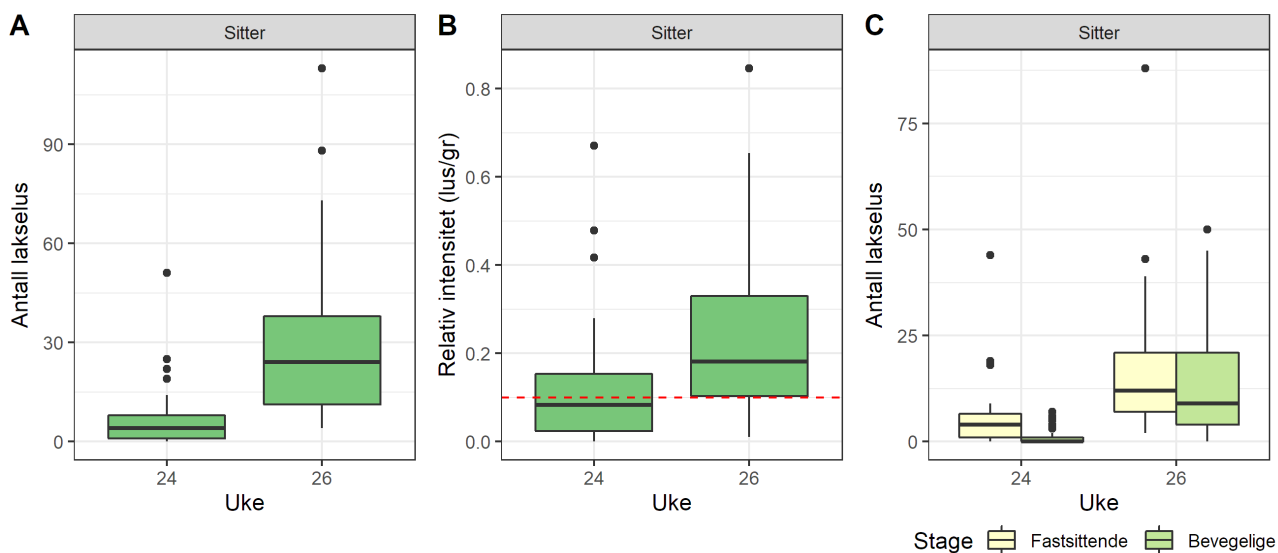 A
Sitter
Antall lakselus
90
60
30
0
24
26
Uke
B
Sitter
Relativ intensitet (lus/gr)
0.8
0.6
0.4
0.2
0.0
24
26
Uke
C
Sitter
Antall lakselus
75
50
25
0
24
26
Uke
Stage Fastsittende Bevegelige